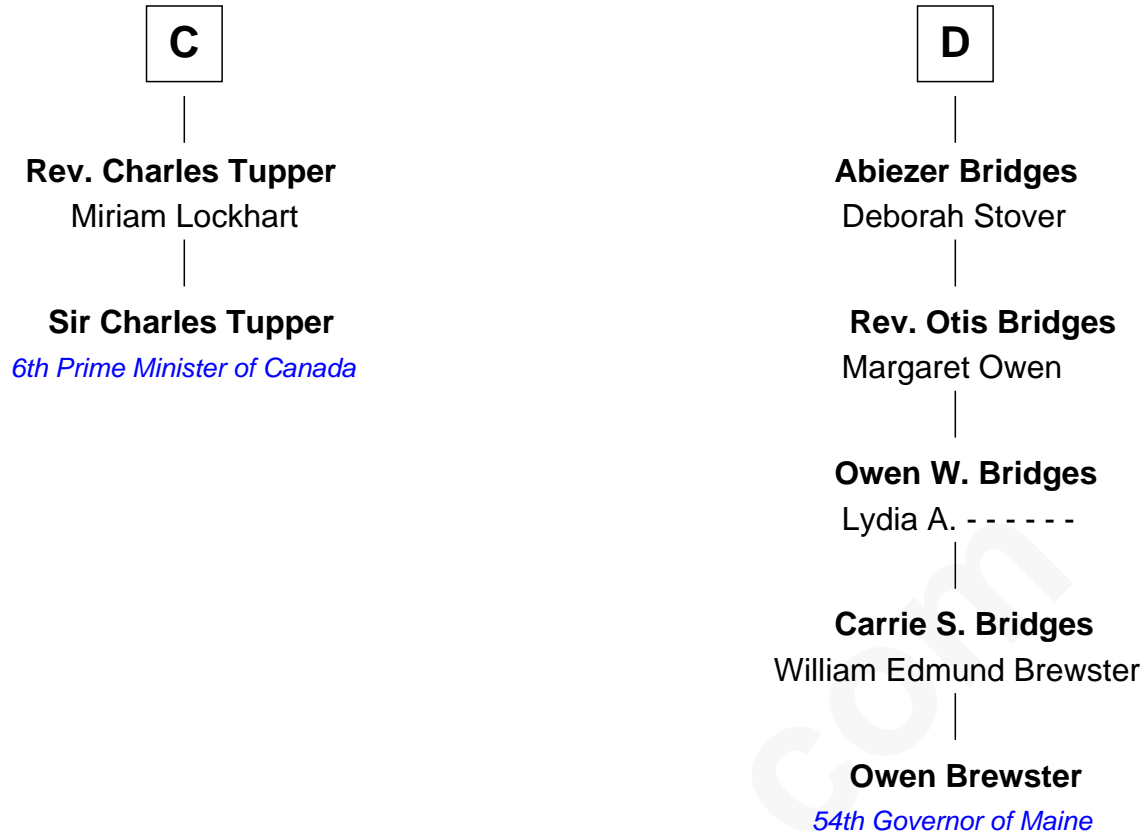 C
Rev. Charles Tupper
Miriam Lockhart
Sir Charles Tupper
6th Prime Minister of Canada
D
Abiezer Bridges
Deborah Stover
Rev. Otis Bridges
Margaret Owen
Owen W. Bridges
Lydia A. - - - - - -
Carrie S. Bridges
William Edmund Brewster
Owen Brewster
54th Governor of Maine
com